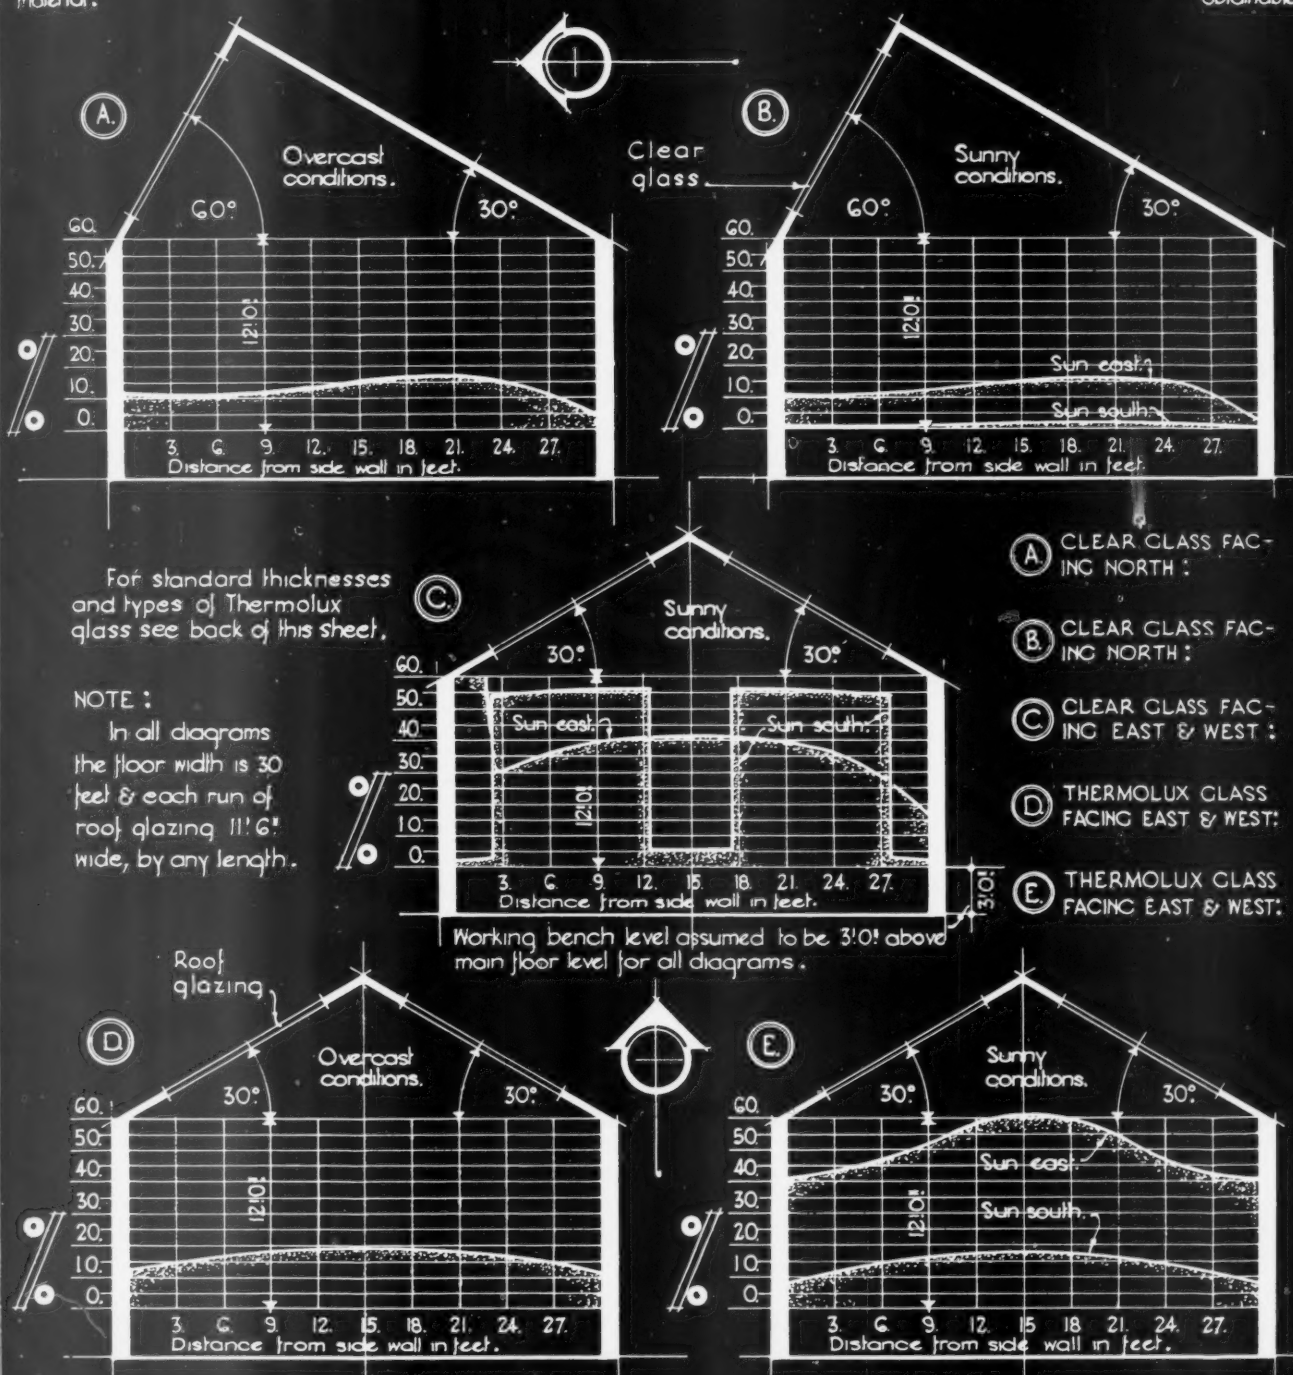 A.
Overcast
conditions.
60°
30°
60.
50.
40.
30.
20.
10.
0.
12'.0"
3. 6. 9. 12. 15. 18. 21. 24. 27.
Distance from side wall in feet.
B.
Clear
glass.
Sunny
conditions.
60°
30°
60.
50.
40.
30.
20.
10.
0.
12'.0"
Sun east.
Sun south.
0 3. 6. 9. 12. 15. 18. 21. 24. 27.
Distance from side wall in feet.
For standard thicknesses
and types of Thermolux
glass see back of this sheet.
NOTE :
In all diagrams
the floor width is 30
feet & each run of
roof glazing 11'.6"
wide, by any length.
C.
Sunny
conditions.
30°
30°
60.
50.
40.
30.
20.
10.
0.
Sun east.
Sun south.
12'.0"
3. 6. 9. 12. 15. 18. 21. 24. 27.
Distance from side wall in feet.
3'.0"
Working bench level assumed to be 3'.0" above
main floor level for all diagrams.
A. CLEAR GLASS FAC-
ING NORTH :
B. CLEAR GLASS FAC-
ING NORTH :
C. CLEAR GLASS FAC-
ING EAST & WEST :
D. THERMOLUX GLASS
FACING EAST & WEST:
E. THERMOLUX GLASS
FACING EAST & WEST:
Roof
glazing.
D.
Overcast
conditions.
30°
30°
60.
50.
40.
30.
20.
10.
0.
12'.0"
3. 6. 9. 12. 15. 18. 21. 24. 27.
Distance from side wall in feet.
E.
Sunny
conditions.
30°
30°
60.
50.
40.
30.
20.
10.
0.
Sun east.
Sun south.
12'.0"
3. 6. 9. 12. 15. 18. 21. 24. 27.
Distance from side wall in feet.